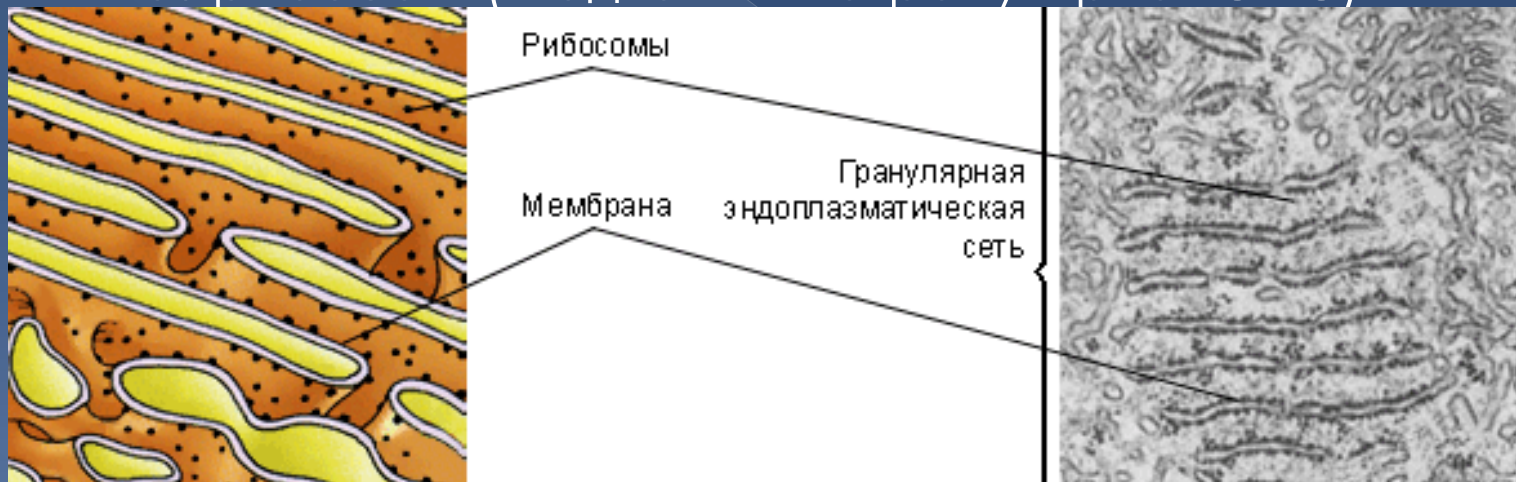 Рибосомы
Мембрана
Гранулярная
эндоплазматическая
сеть